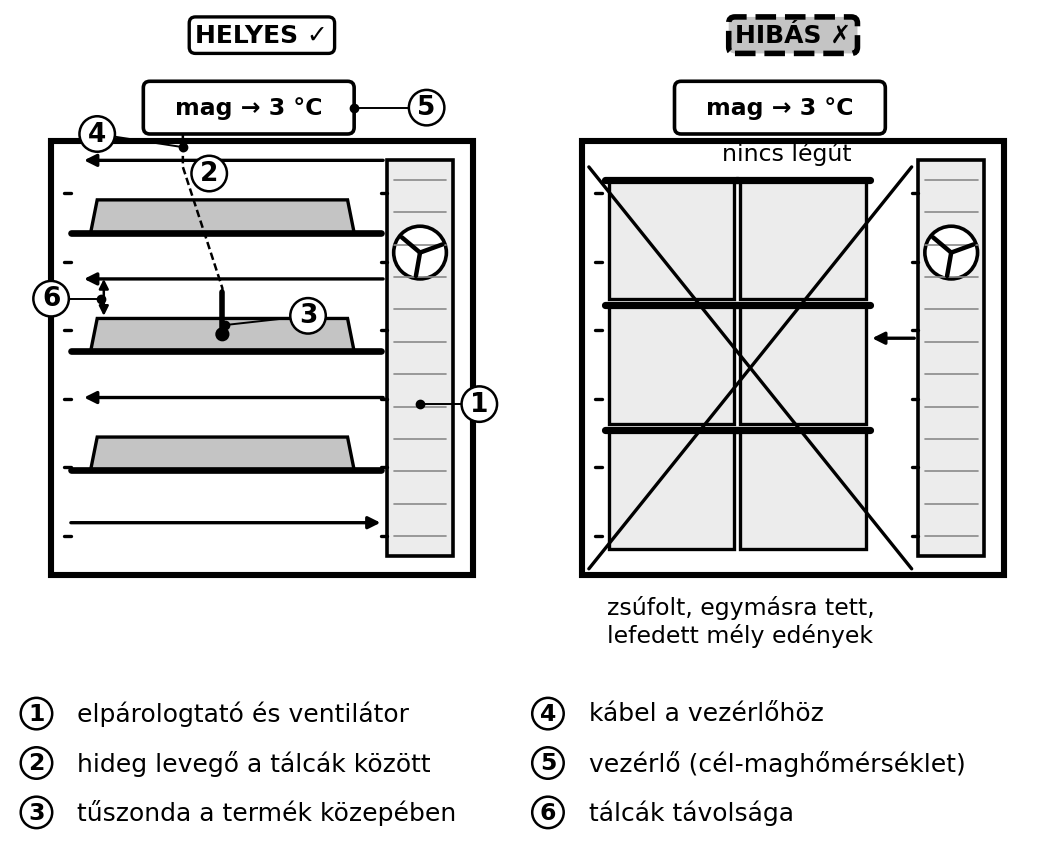 HELYES ✓
HIBÁS ✗
mag → 3 °C
mag → 3 °C
5
4
2
nincs légút
6
3
1
zsúfolt, egymásra tett,
lefedett mély edények
1 elpárologtató és ventilátor
2 hideg levegő a tálcák között
3 tűszonda a termék közepében
4 kábel a vezérlőhöz
5 vezérlő (cél-maghőmérséklet)
6 tálcák távolsága